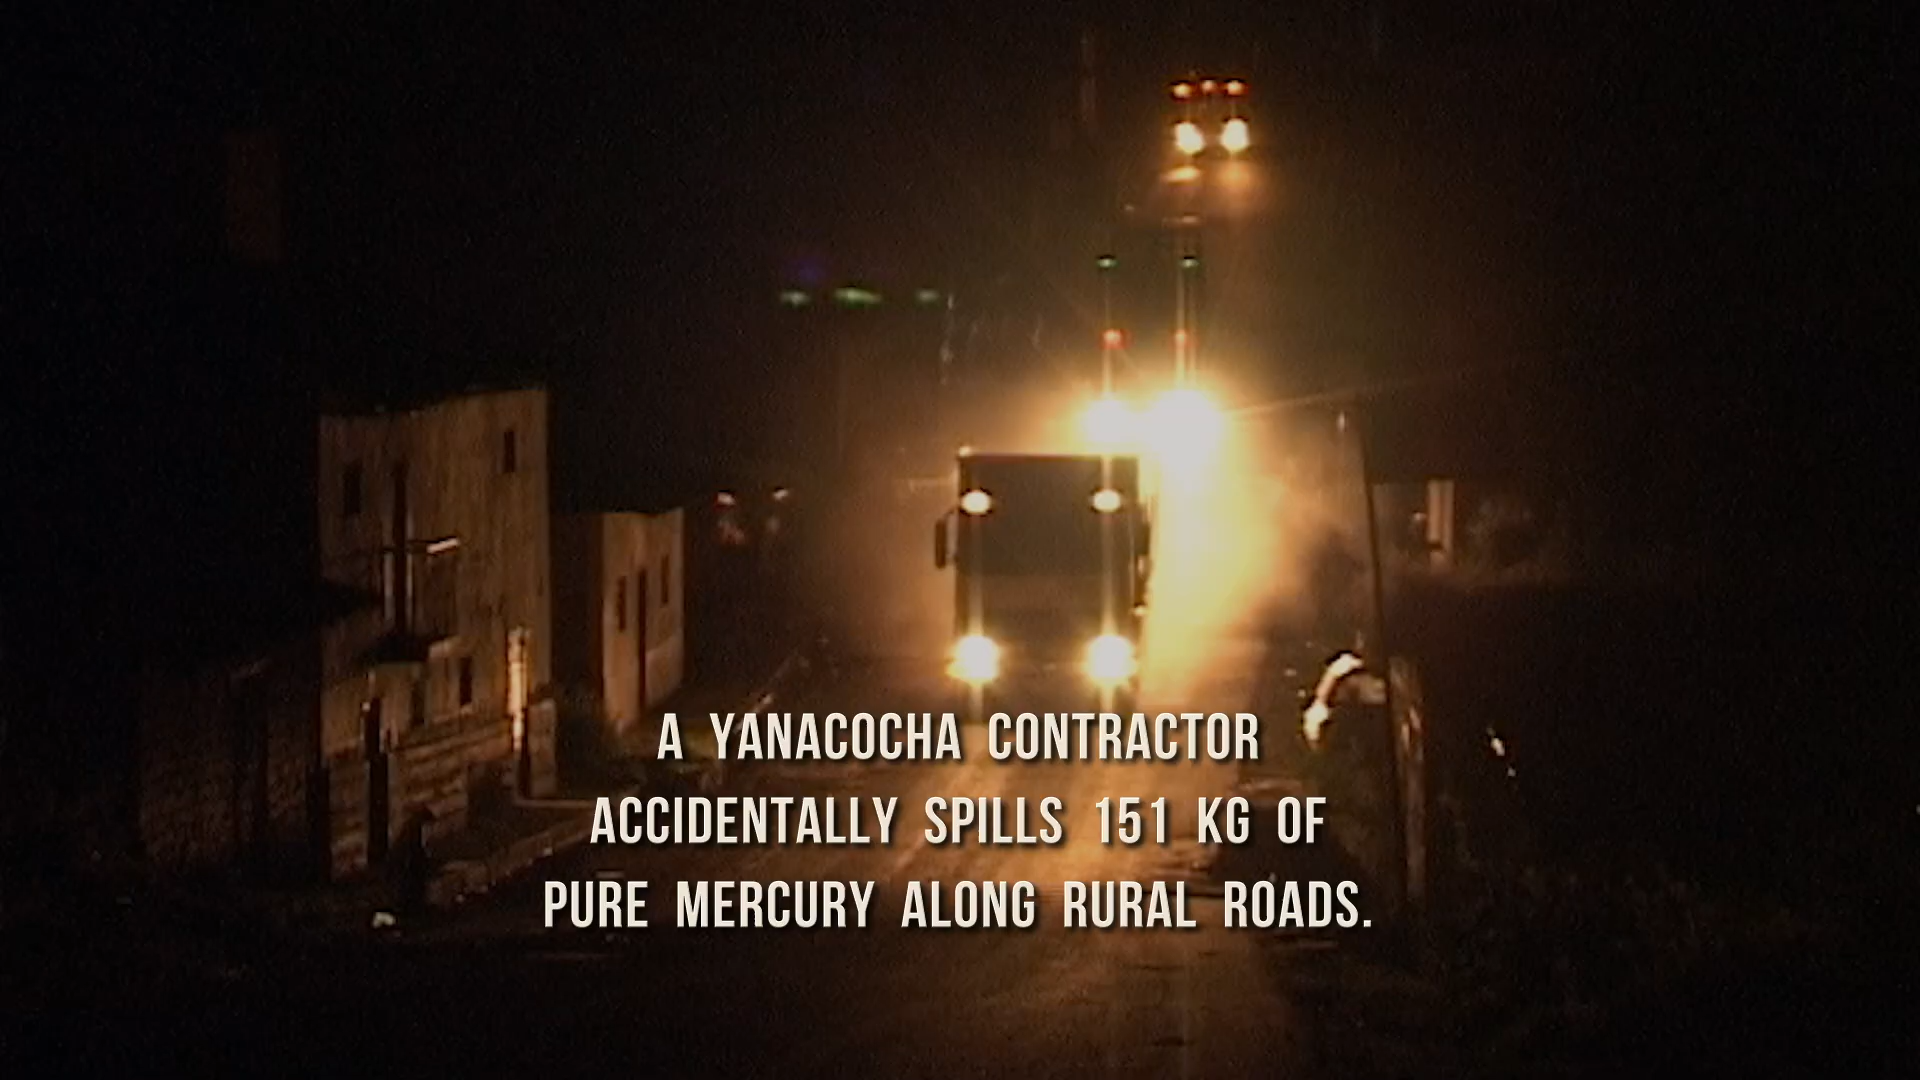 A YANACOCHA CONTRACTOR
ACCIDENTALLY SPILLS 151 KG OF
PURE MERCURY ALONG RURAL ROADS.